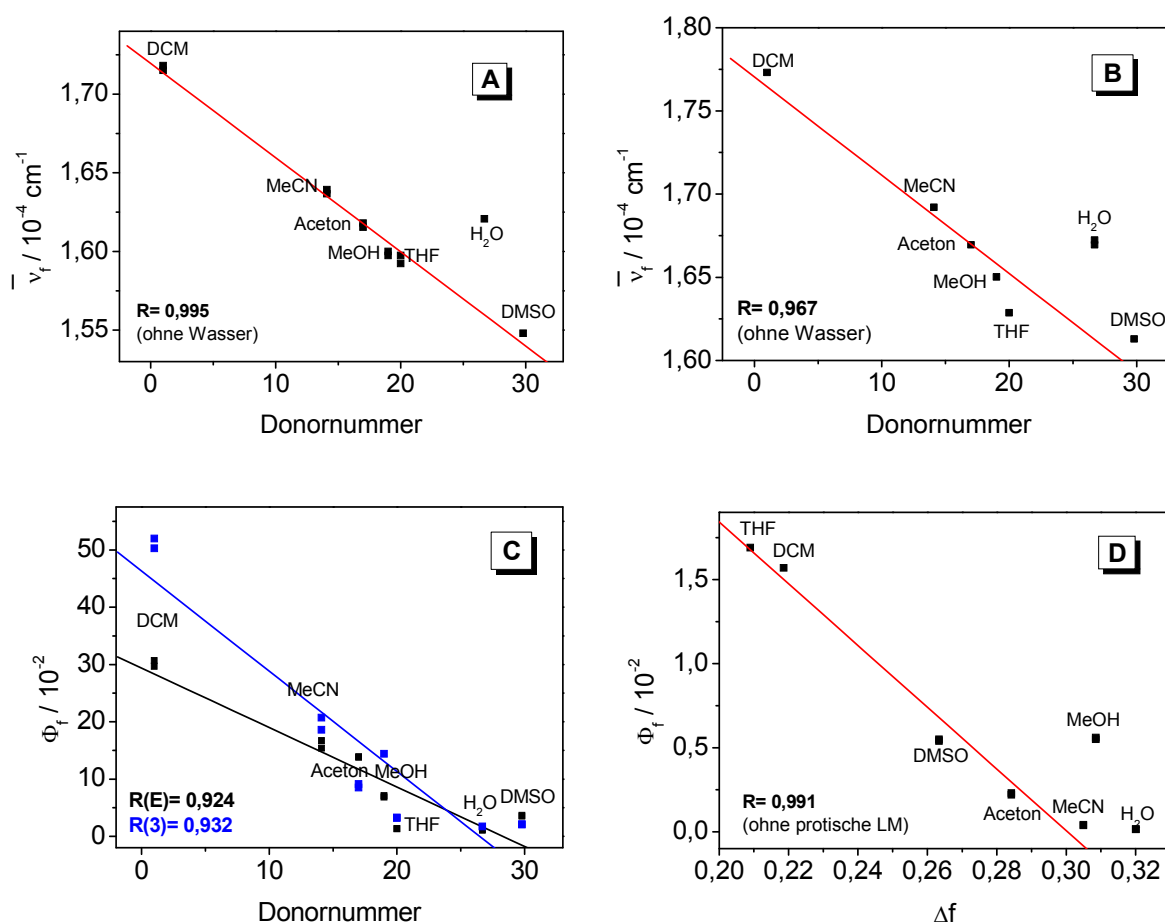 A
DCM
1,70
MeCN
1,65
Aceton
H₂O
1,60
MeOH
THF
R= 0,995
(ohne Wasser)
DMSO
1,55
0 10 20 30
Donornummer
ν̅f / 10⁻⁴ cm⁻¹
B
1,80
DCM
1,75
MeCN
1,70
H₂O
Aceton
1,65
MeOH
THF
DMSO
R= 0,967
(ohne Wasser)
1,60
0 10 20 30
Donornummer
ν̅f / 10⁻⁴ cm⁻¹
C
50
40
DCM
30
MeCN
20
10
Aceton
MeOH
H₂O
DMSO
THF
R(E)= 0,924
R(3)= 0,932
0
0 10 20 30
Donornummer
Φf / 10⁻²
D
THF
DCM
1,5
1,0
MeOH
0,5
DMSO
Aceton
MeCN
H₂O
R= 0,991
(ohne protische LM)
0,0
0,20 0,22 0,24 0,26 0,28 0,30 0,32
Δf
Φf / 10⁻²